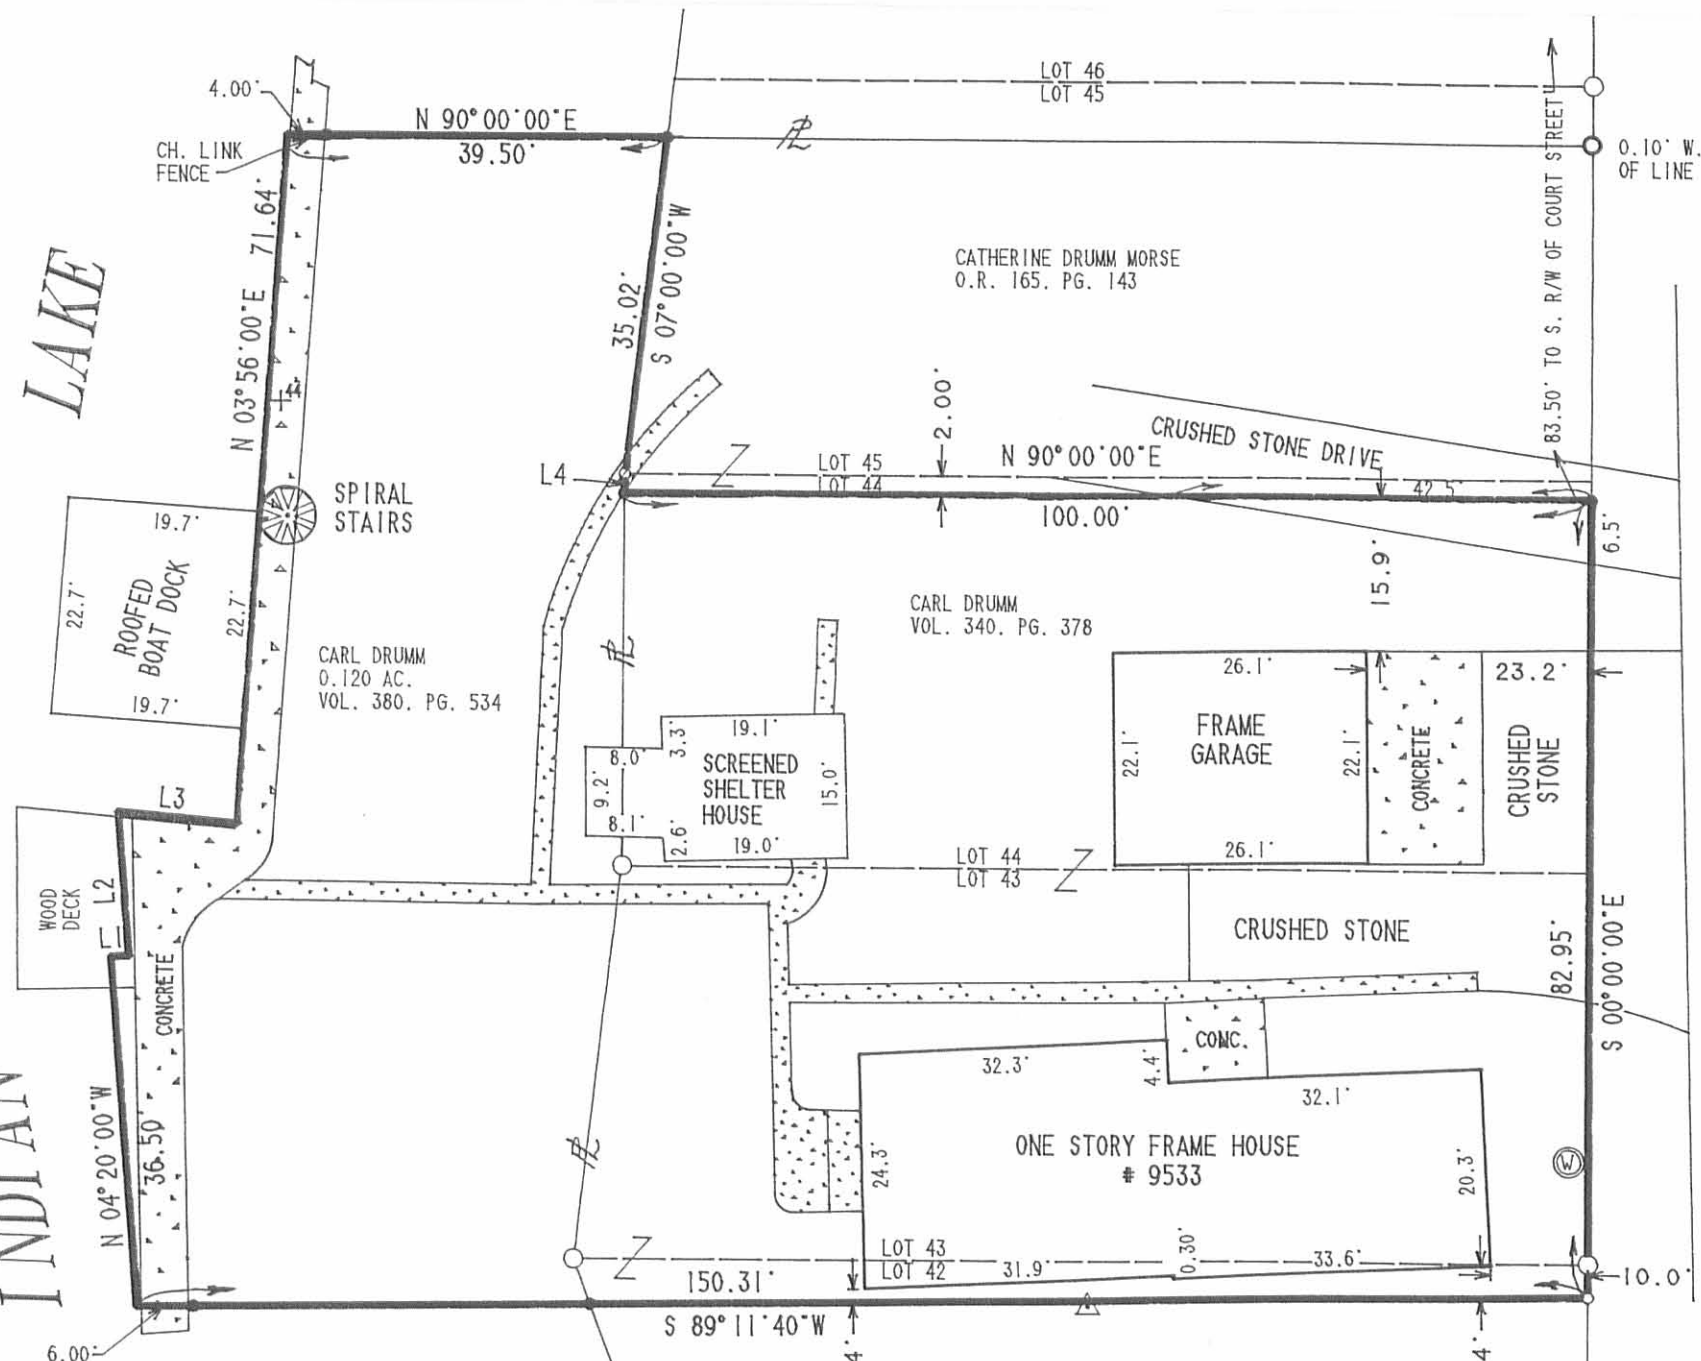 LOT 46
LOT 45
4.00'
N 90°00'00"E
39.50'
CH. LINK
FENCE
PL
0.10' W.
OF LINE
83.50' TO S. R/W OF COURT STREET
LAKE
N 03°56'00"E 71.64'
35.02'
S 07°00'00"W
CATHERINE DRUMM MORSE
O.R. 165. PG. 143
44
2.00'
CRUSHED STONE DRIVE
N 90°00'00"E
LOT 45
LOT 44
L4
42.5'
100.00'
6.5'
SPIRAL
STAIRS
19.7'
22.7'
ROOFED
BOAT DOCK
22.7'
19.7'
15.9'
CARL DRUMM
VOL. 340. PG. 378
PL
CARL DRUMM
0.120 AC.
VOL. 380. PG. 534
26.1'
23.2'
FRAME
GARAGE
22.1'
22.1'
CONCRETE
CRUSHED
STONE
26.1'
19.1'
3.3'
8.0'
SCREENED
SHELTER
HOUSE
9.2'
15.0'
8.1'
2.6'
19.0'
L3
L2
WOOD
DECK
LOT 44
LOT 43
CRUSHED STONE
82.95'
S 00°00'00"E
CONCRETE
CONC.
32.3'
4.4'
32.1'
INDIAN
N 04°20'00"W
36.50'
PL
ONE STORY FRAME HOUSE
# 9533
24.3'
20.3'
W
LOT 43
LOT 42
31.9'
0.30'
33.6'
10.0'
150.31'
S 89°11'40"W
6.00'
4'
4'